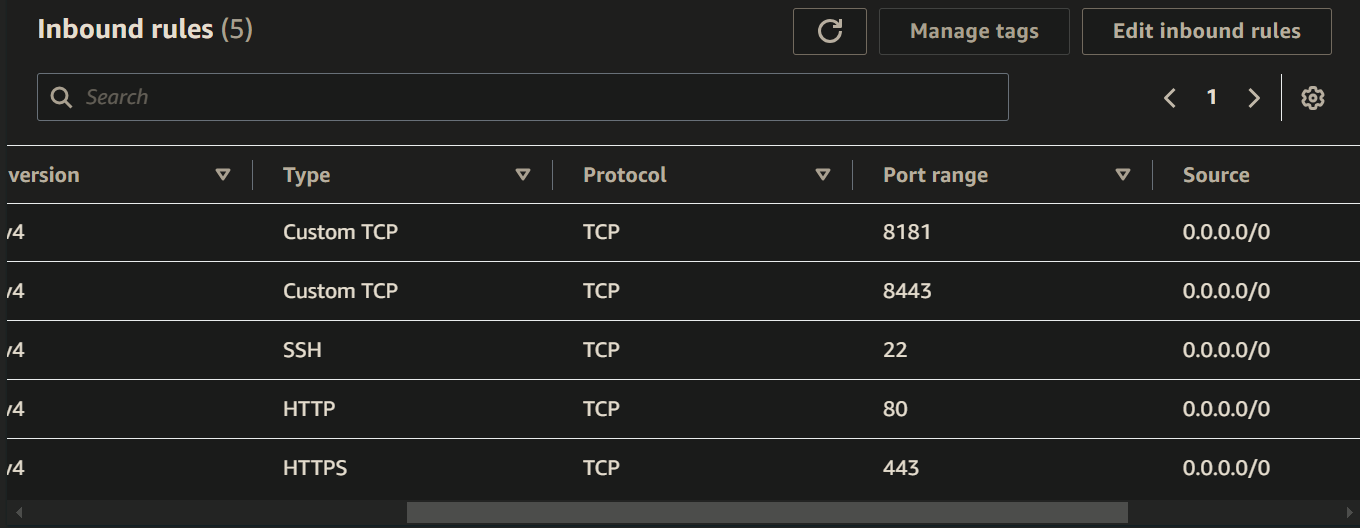 Inbound rules (5)
Manage tags
Edit inbound rules
Search
1
version Type Protocol Port range Source
v4 Custom TCP TCP 8181 0.0.0.0/0
v4 Custom TCP TCP 8443 0.0.0.0/0
v4 SSH TCP 22 0.0.0.0/0
v4 HTTP TCP 80 0.0.0.0/0
v4 HTTPS TCP 443 0.0.0.0/0